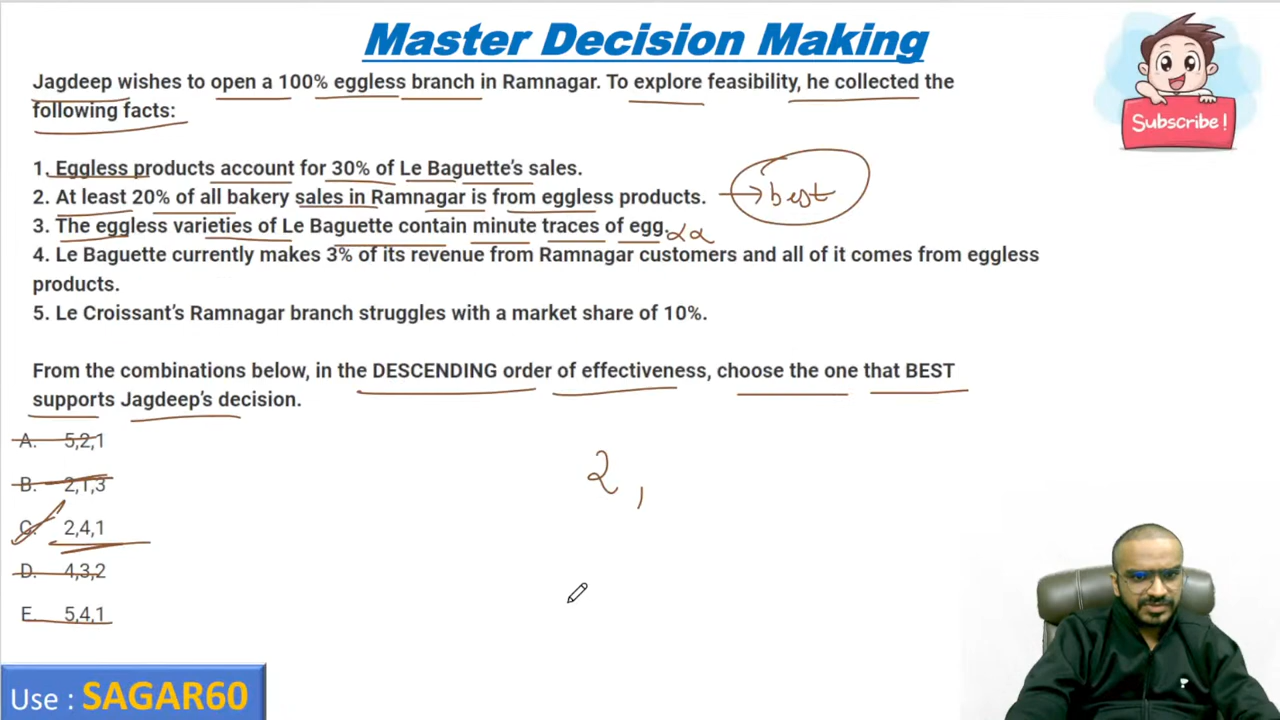 Master Decision Making
Jagdeep wishes to open a 100% eggless branch in Ramnagar. To explore feasibility, he collected the
following facts:
Subscribe!
1. Eggless products account for 30% of Le Baguette's sales.
2. At least 20% of all bakery sales in Ramnagar is from eggless products. → best
3. The eggless varieties of Le Baguette contain minute traces of egg.
4. Le Baguette currently makes 3% of its revenue from Ramnagar customers and all of it comes from eggless
products.
5. Le Croissant's Ramnagar branch struggles with a market share of 10%.
From the combinations below, in the DESCENDING order of effectiveness, choose the one that BEST
supports Jagdeep's decision.
A. 5,2,1
B. 2,1,3
2,
C. 2,4,1
D. 4,3,2
E. 5,4,1
Use : SAGAR60